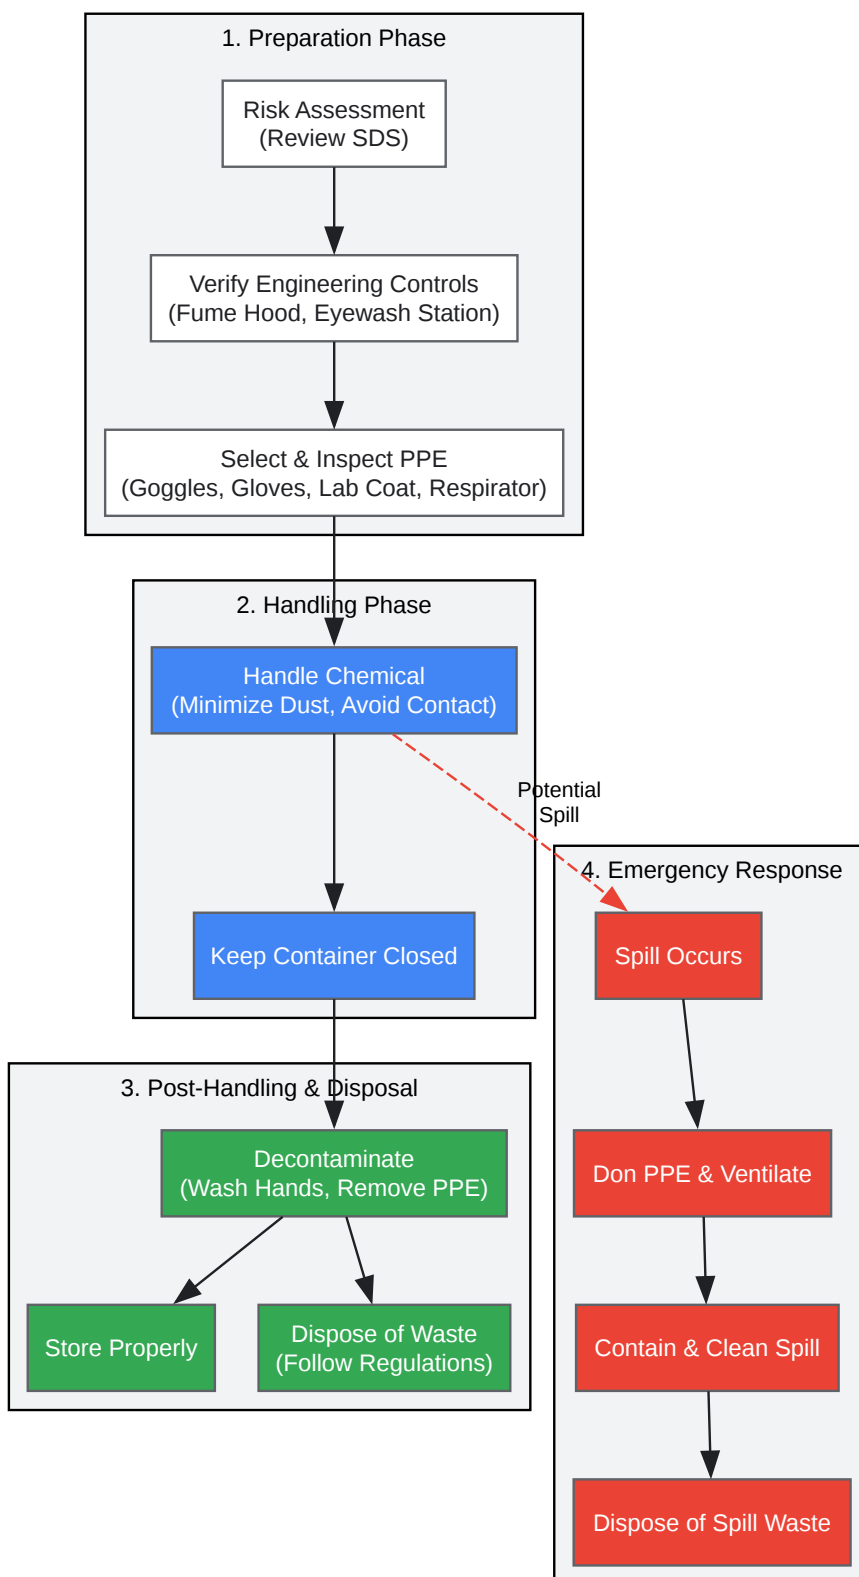 1. Preparation Phase
Risk Assessment
(Review SDS)
Verify Engineering Controls
(Fume Hood, Eyewash Station)
Select & Inspect PPE
(Goggles, Gloves, Lab Coat, Respirator)
2. Handling Phase
Handle Chemical
(Minimize Dust, Avoid Contact)
Potential
Spill
Keep Container Closed
4. Emergency Response
Spill Occurs
Don PPE & Ventilate
Contain & Clean Spill
Dispose of Spill Waste
3. Post-Handling & Disposal
Decontaminate
(Wash Hands, Remove PPE)
Store Properly
Dispose of Waste
(Follow Regulations)